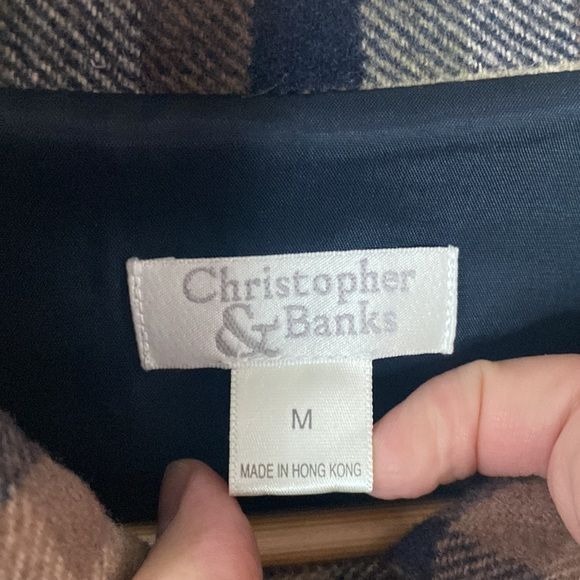 Christopher
& Banks
M
MADE IN HONG KONG